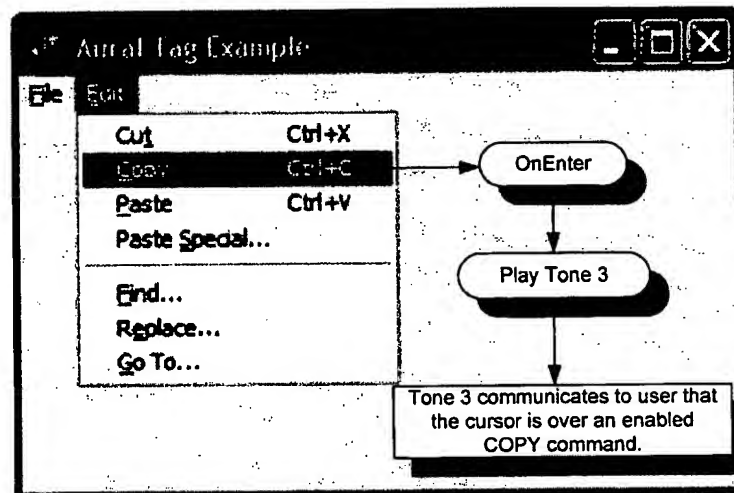 Aural Tag Example
File Edit
Cut Ctrl+X
Copy Ctrl+C
Paste Ctrl+V
Paste Special...
Find...
Replace...
Go To...
OnEnter
Play Tone 3
Tone 3 communicates to user that
the cursor is over an enabled
COPY command.